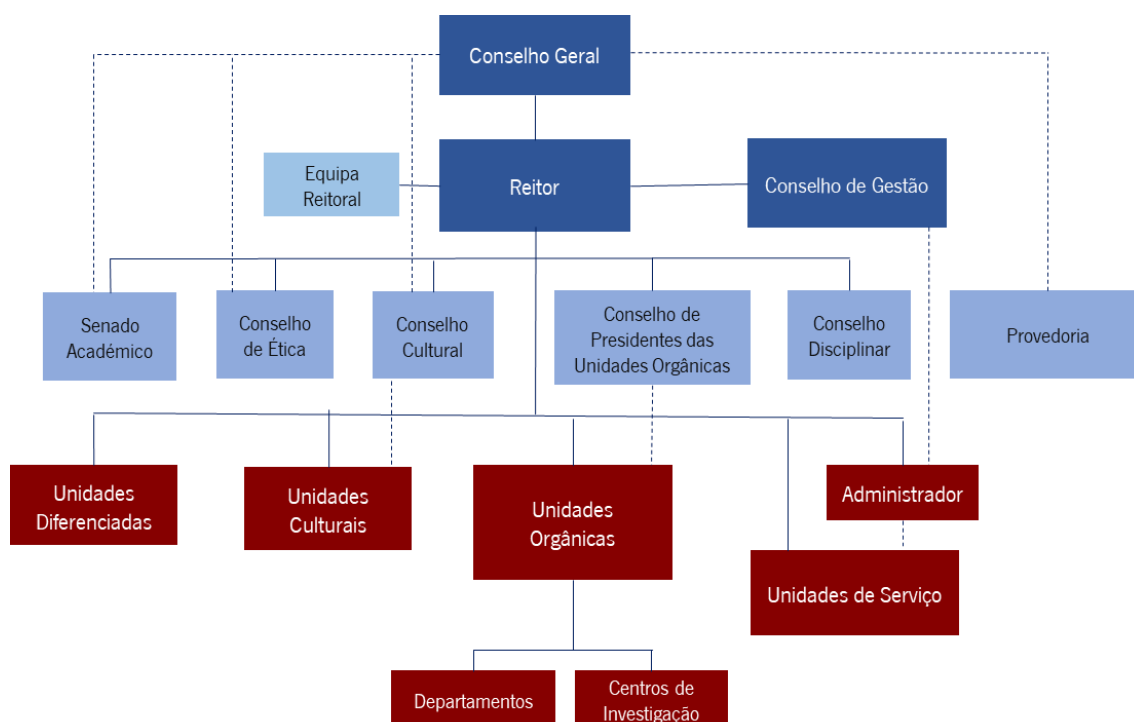 Conselho Geral
Equipa
Reitoral
Reitor
Conselho de Gestão
Senado
Académico
Conselho
de Ética
Conselho
Cultural
Conselho de
Presidentes das
Unidades Orgânicas
Conselho
Disciplinar
Provedoria
Unidades
Diferenciadas
Unidades
Culturais
Unidades
Orgânicas
Administrador
Unidades de Serviço
Departamentos
Centros de
Investigação